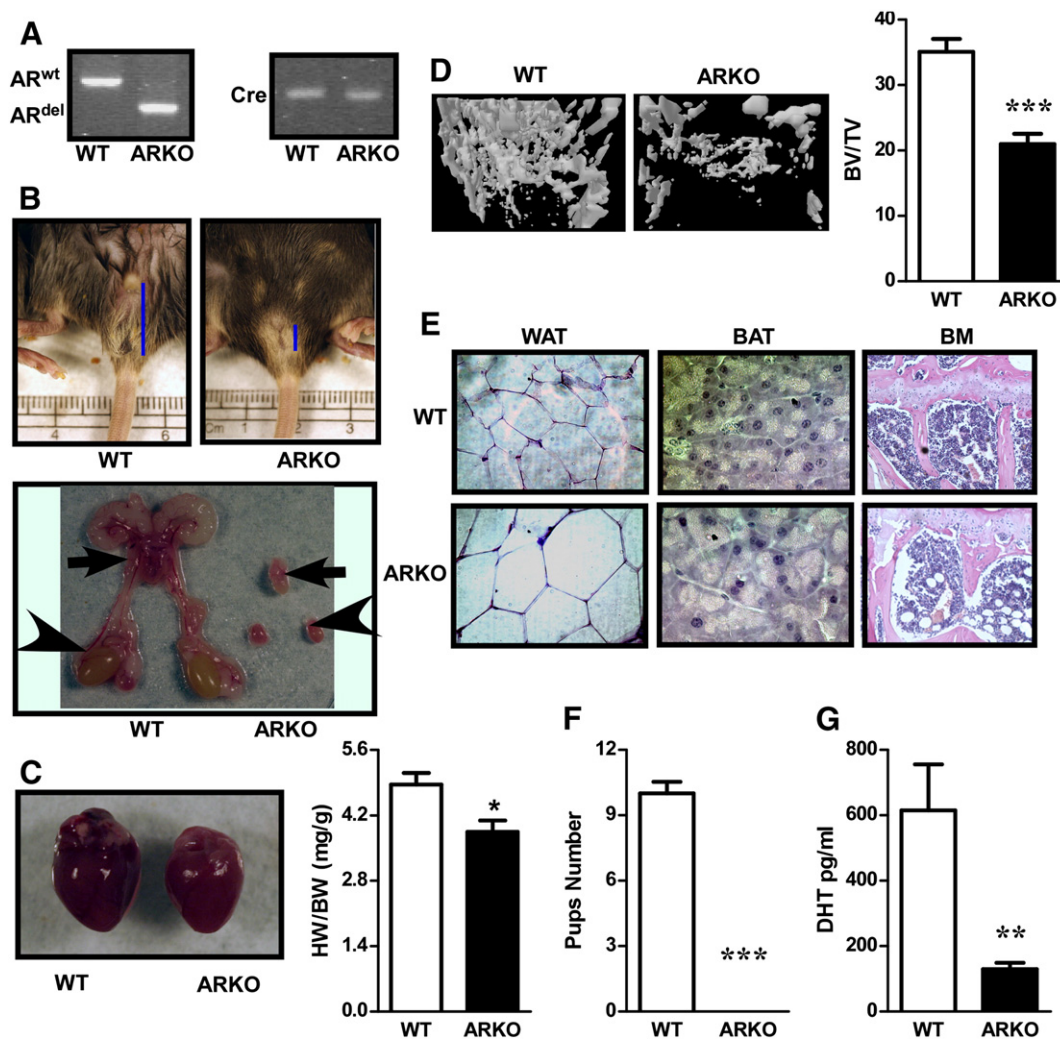 A
AR^wt
AR^del
WT ARKO
Cre
WT ARKO
B
4 6
WT
Cm 1 2 3
ARKO
WT ARKO
C
WT ARKO
5.6
4.2
2.8
1.4
0.0
HW/BW (mg/g)
*
WT ARKO
D
WT ARKO
40
30
20
10
0
BV/TV
***
WT ARKO
E
WAT BAT BM
WT
ARKO
F
12
9
6
3
0
Pups Number
***
WT ARKO
G
800
600
400
200
0
DHT pg/ml
**
WT ARKO